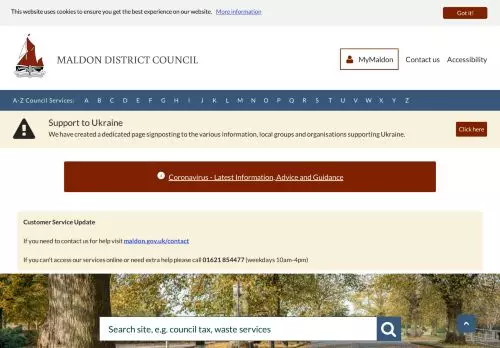 This website uses cookies to ensure you get the best experience on our website. More information
Got it!
MALDON DISTRICT COUNCIL
MyMaldon
Contact us
Accessibility
A-Z Council Services: A B C D E F G H I J K L M N O P Q R S T U V W X Y Z
Support to Ukraine
We have created a dedicated page signposting to the various information, local groups and organisations supporting Ukraine.
Click here
Coronavirus - Latest Information, Advice and Guidance
Customer Service Update
If you need to contact us for help visit maldon.gov.uk/contact
If you can't access our services online or need extra help please call 01621 854477 (weekdays 10am-4pm)
Search site, e.g. council tax, waste services